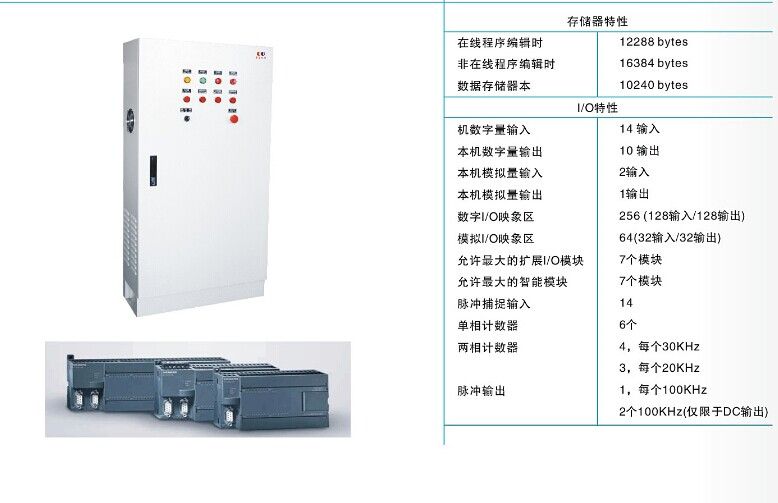 存储器特性
在线程序编辑时 12288 bytes
非在线程序编辑时 16384 bytes
数据存储器本 10240 bytes
I/O特性
机数字量输入 14 输入
本机数字量输出 10 输出
本机模拟量输入 2输入
本机模拟量输出 1输出
数字I/O映象区 256 (128输入/128输出)
模拟I/O映象区 64(32输入/32输出)
允许最大的扩展I/O模块 7个模块
允许最大的智能模块 7个模块
脉冲捕捉输入 14
单相计数器 6个
两相计数器 4，每个30KHz
3，每个20KHz
脉冲输出 1，每个100KHz
2个100KHz(仅限于DC输出)